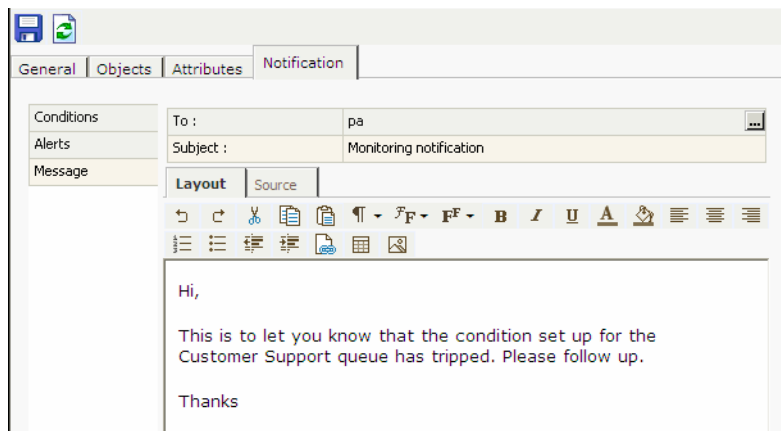 General Objects Attributes Notification
Conditions
Alerts
Message
To : pa ...
Subject : Monitoring notification
Layout Source
Hi,
This is to let you know that the condition set up for the
Customer Support queue has tripped. Please follow up.
Thanks